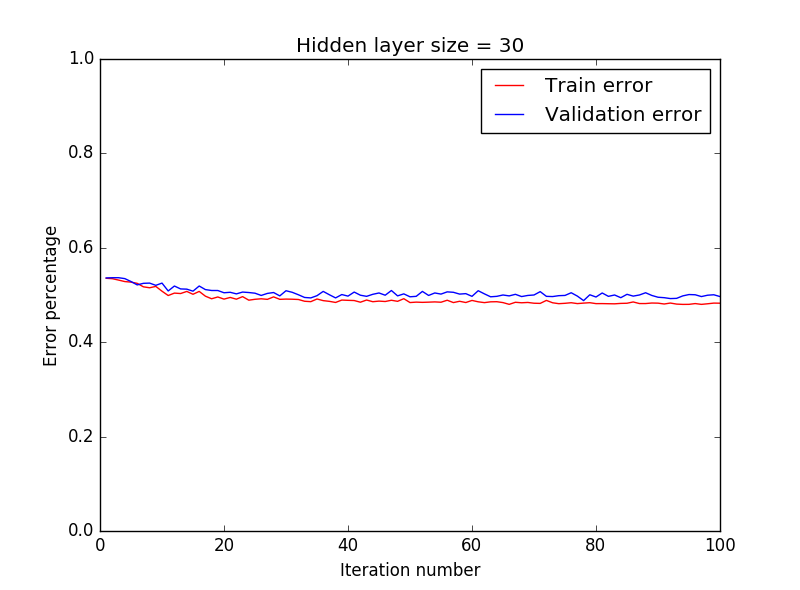 Hidden layer size = 30
Train error
Validation error
Error percentage
1.0
0.8
0.6
0.4
0.2
0.0
0 20 40 60 80 100
Iteration number